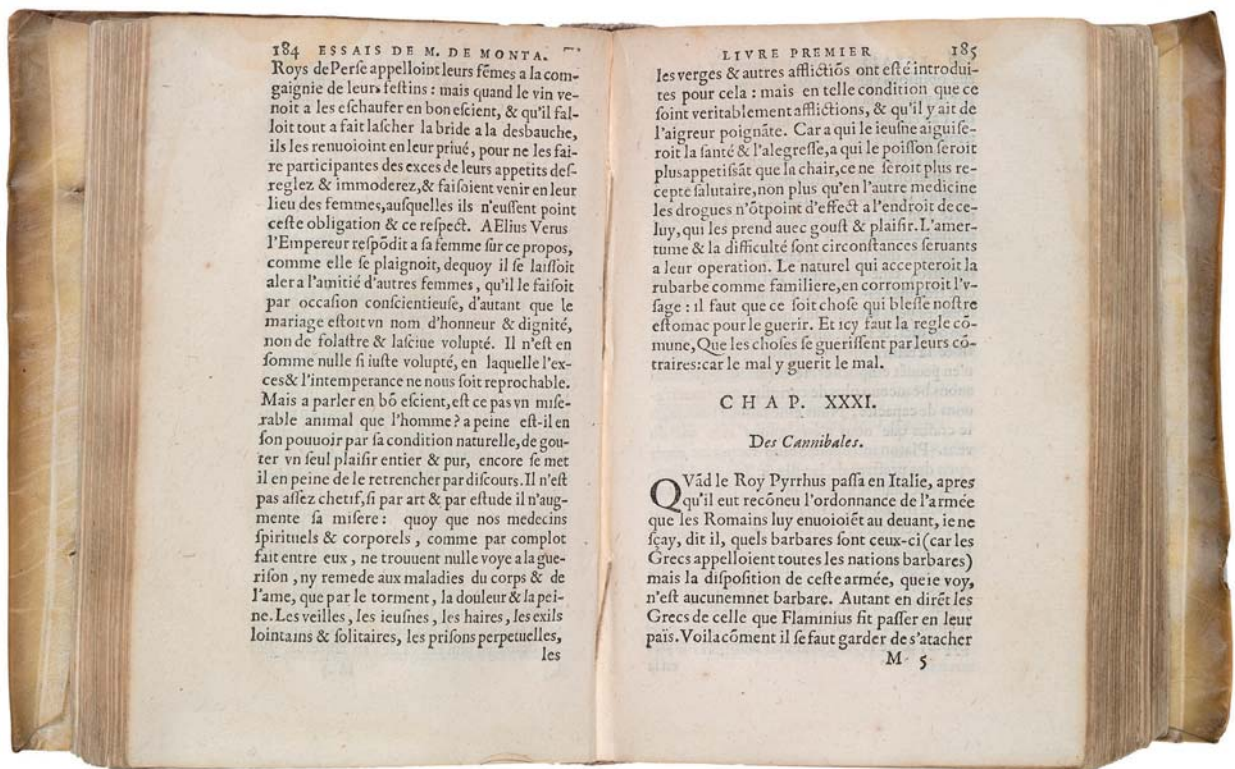 184 ESSAIS DE M. DE MONTA.
Roys de Perse appelloint leurs fẽmes a la com-
gaignie de leurs festins : mais quand le vin ve-
noit a les eschaufer en bon escient, & qu'il fal-
loit tout a fait lascher la bride a la desbauche,
ils les renuoioint en leur priué, pour ne les fai-
re participantes des exces de leurs appetits des-
reglez & immoderez, & faisoient venir en leur
lieu des femmes, ausquelles ils n'eussent point
ceste obligation & ce respect. AElius Verus
l'Empereur respõdit a sa femme sur ce propos,
comme elle se plaignoit, dequoy il se laissoit
aler a l'amitié d'autres femmes, qu'il le faisoit
par occasion conscientieuse, d'autant que le
mariage estoit vn nom d'honneur & dignité,
non de folastre & lasciue volupté. Il n'est en
somme nulle si iuste volupté, en laquelle l'ex-
ces & l'intemperance ne nous soit reprochable.
Mais a parler en bõ escient, est ce pas vn mise-
rable animal que l'homme ? a peine est-il en
son pouuoir par sa condition naturelle, de gou-
ter vn seul plaisir entier & pur, encore se met
il en peine de le retrencher par discours. Il n'est
pas assez chetif, si par art & par estude il n'aug-
mente sa misere : quoy que nos medecins
spirituels & corporels, comme par complot
fait entre eux, ne trouuent nulle voye a la gue-
rison, ny remede aux maladies du corps & de
l'ame, que par le torment, la douleur & la pei-
ne. Les veilles, les ieusnes, les haires, les exils
lointains & solitaires, les prisons perpetuelles,
les
LIVRE PREMIER 185
les verges & autres afflictiõs ont esté introdui-
tes pour cela : mais en telle condition que ce
soint veritablement afflictions, & qu'il y ait de
l'aigreur poignãte. Car a qui le ieusne aiguise-
roit la santé & l'alegresse, a qui le poisson seroit
plus appetissãt que la chair, ce ne seroit plus re-
cepte salutaire, non plus qu'en l'autre medicine
les drogues n'õt point d'effect a l'endroit de ce-
luy, qui les prend auec goust & plaisir. L'amer-
tume & la difficulté sont circonstances seruants
a leur operation. Le naturel qui accepteroit la
rubarbe comme familiere, en corromproit l'v-
sage : il faut que ce soit chose qui blesse nostre
estomac pour le guerir. Et icy faut la regle cõ-
mune, Que les choses se guerissent par leurs cõ-
traires: car le mal y guerit le mal.
CHAP. XXXI.
Des Cannibales.
QVãd le Roy Pyrrhus passa en Italie, apres
qu'il eut recõneu l'ordonnance de l'armée
que les Romains luy enuoioiẽt au deuant, ie ne
sçay, dit il, quels barbares sont ceux-ci (car les
Grecs appelloient toutes les nations barbares)
mais la disposition de ceste armée, que ie voy,
n'est aucunemnet barbare. Autant en dirẽt les
Grecs de celle que Flaminius fit passer en leur
païs. Voila cõment il se faut garder de s'atacher
M 5